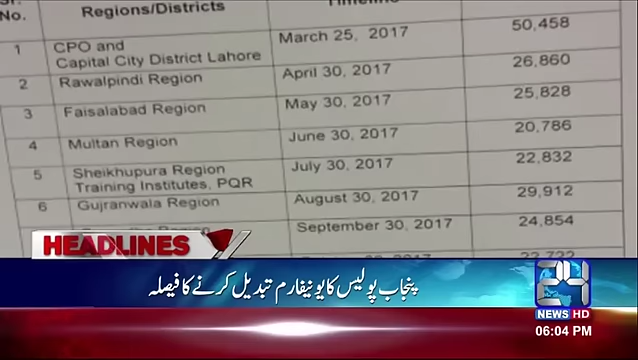 No. Regions/Districts Timeline
1 CPO and Capital City District Lahore March 25, 2017 50,458
2 Rawalpindi Region April 30, 2017 26,860
3 Faisalabad Region May 30, 2017 25,828
4 Multan Region June 30, 2017 20,786
5 Sheikhupura Region Training Institutes, PQR July 30, 2017 22,832
6 Gujranwala Region August 30, 2017 29,912
Region September 30, 2017 24,854
HEADLINES
پنجاب پولیس کا یونیفارم تبدیل کرنے کا فیصلہ
24
NEWS HD
06:04 PM